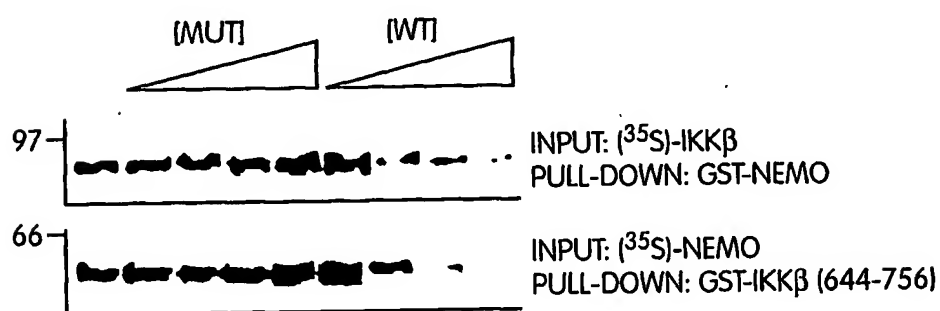 [MUT] [WT]
97
INPUT: (35S)-IKKβ
PULL-DOWN: GST-NEMO
66
INPUT: (35S)-NEMO
PULL-DOWN: GST-IKKβ (644-756)